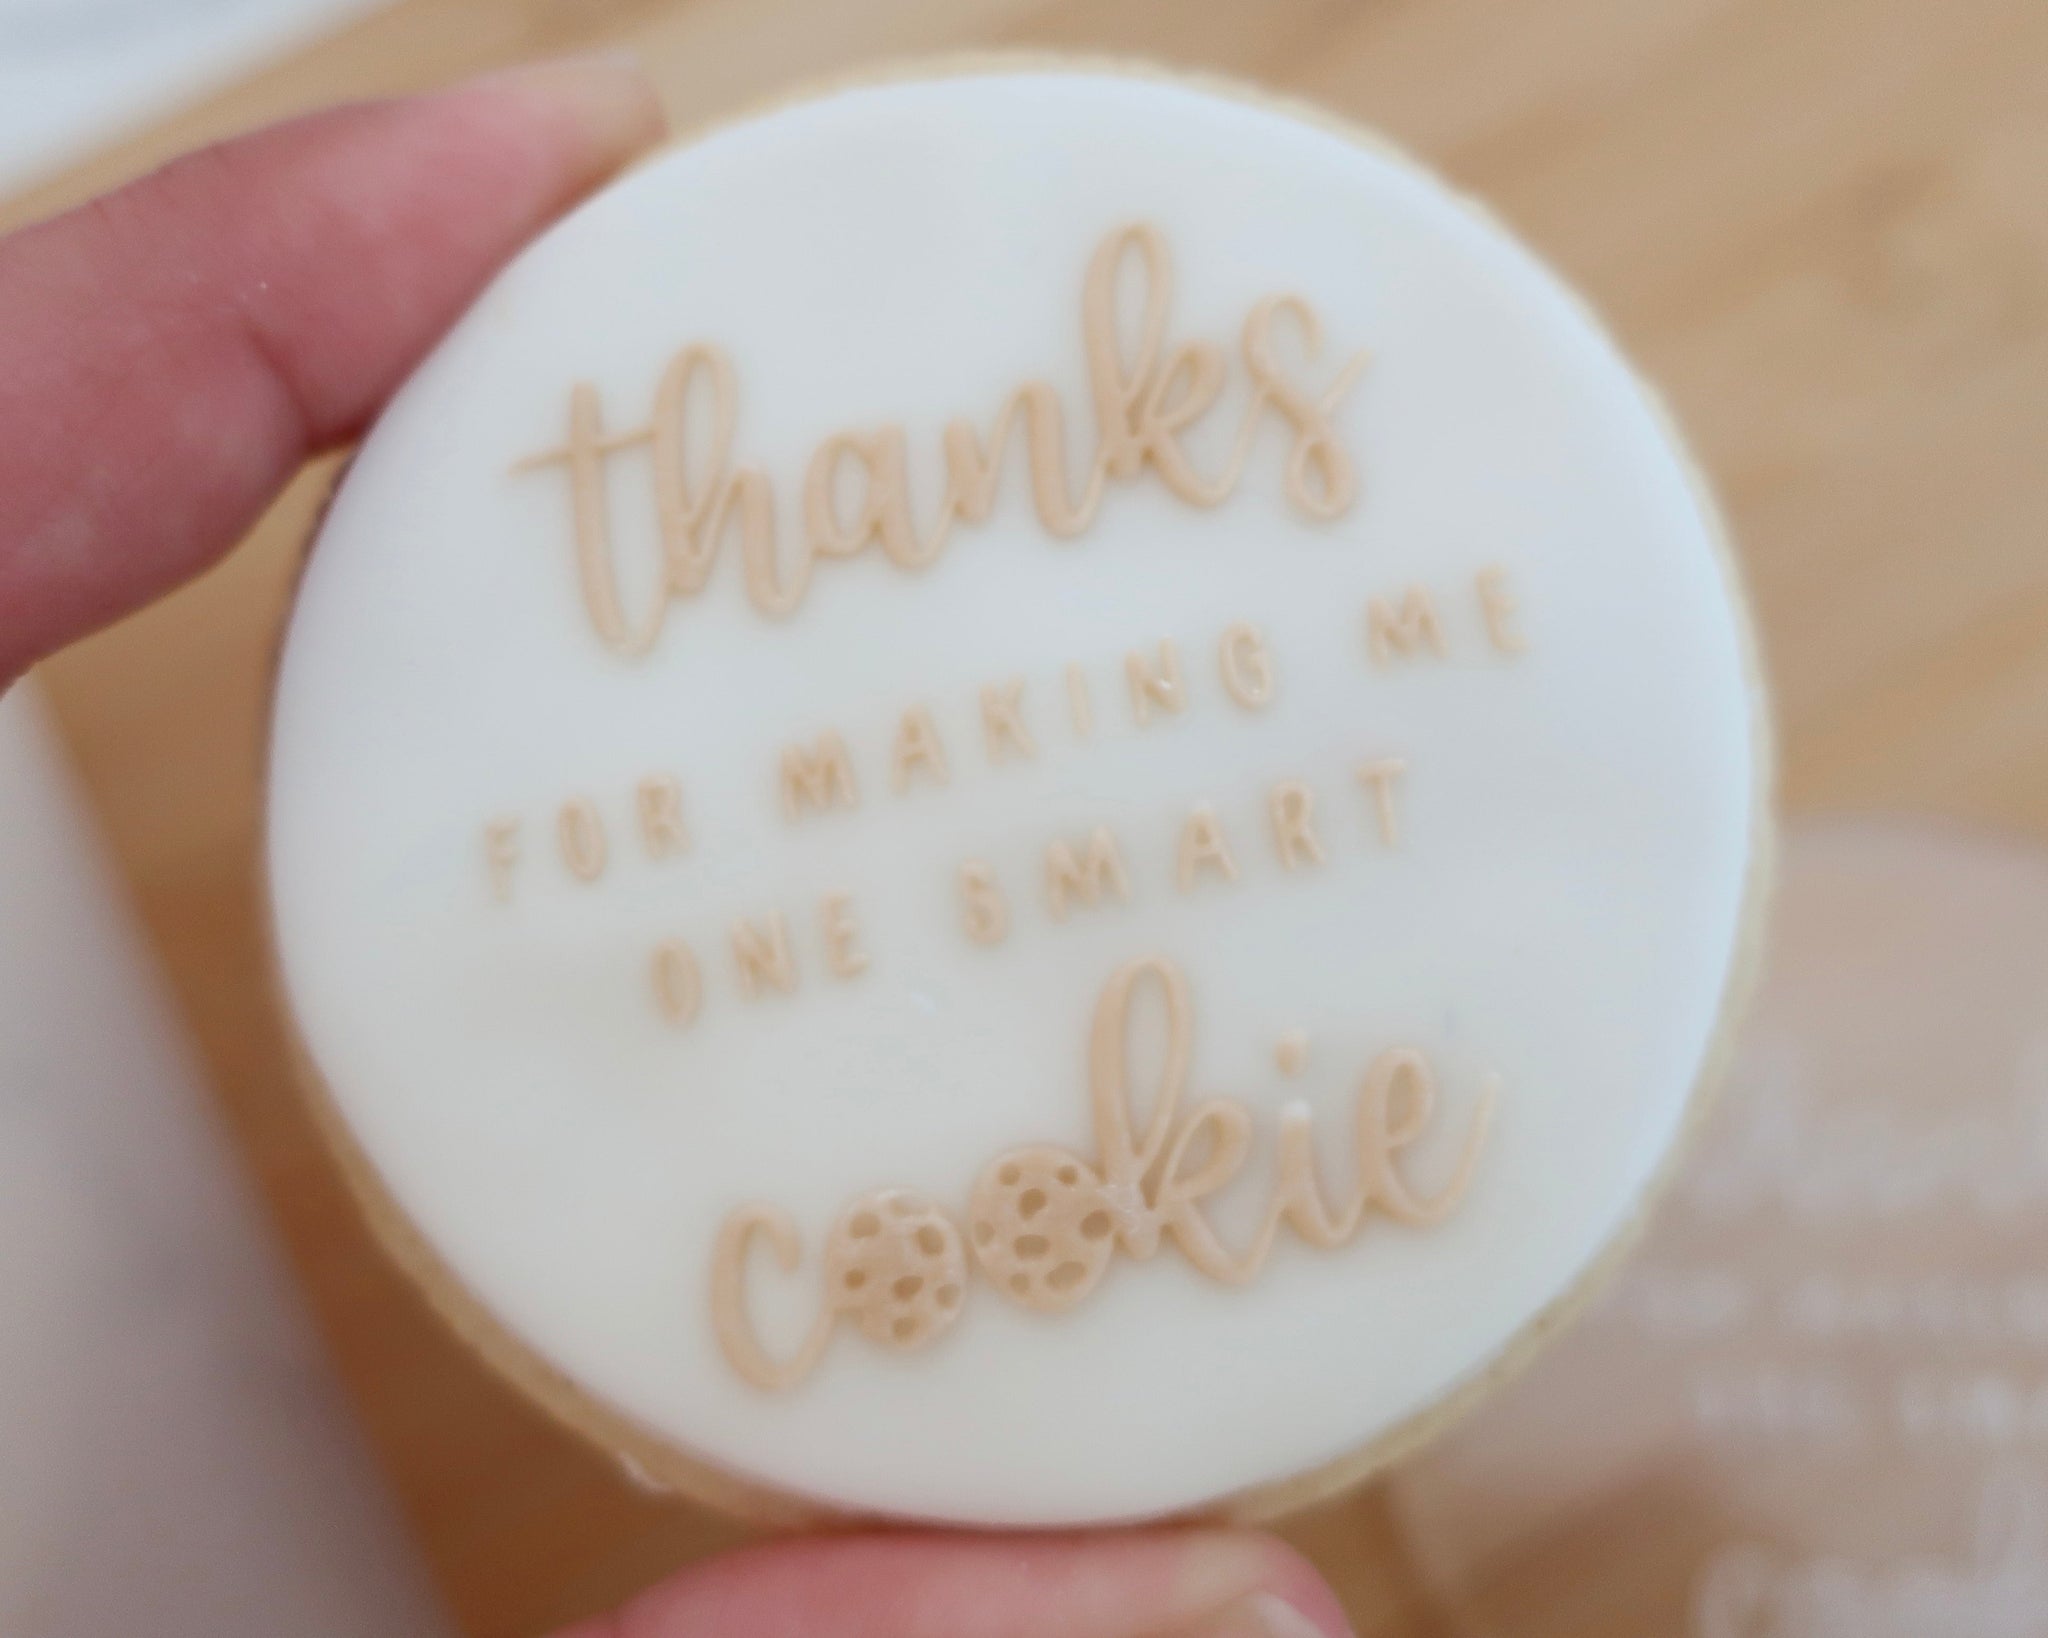 thanks
FOR MAKING ME
ONE SMART
cookie